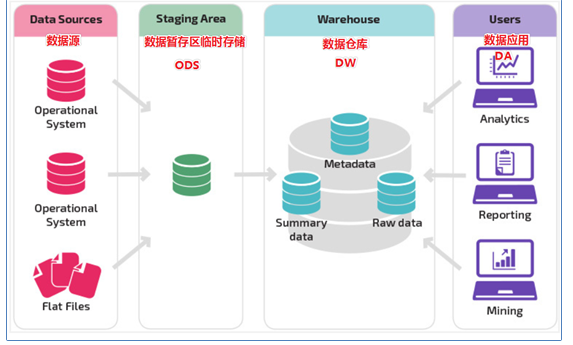 Data Sources
数据源
Operational
System
Operational
System
Flat Files
Staging Area
数据暂存区临时存储
ODS
Warehouse
数据仓库
DW
Metadata
Summary
data
Raw data
Users
数据应用
DA
Analytics
Reporting
Mining